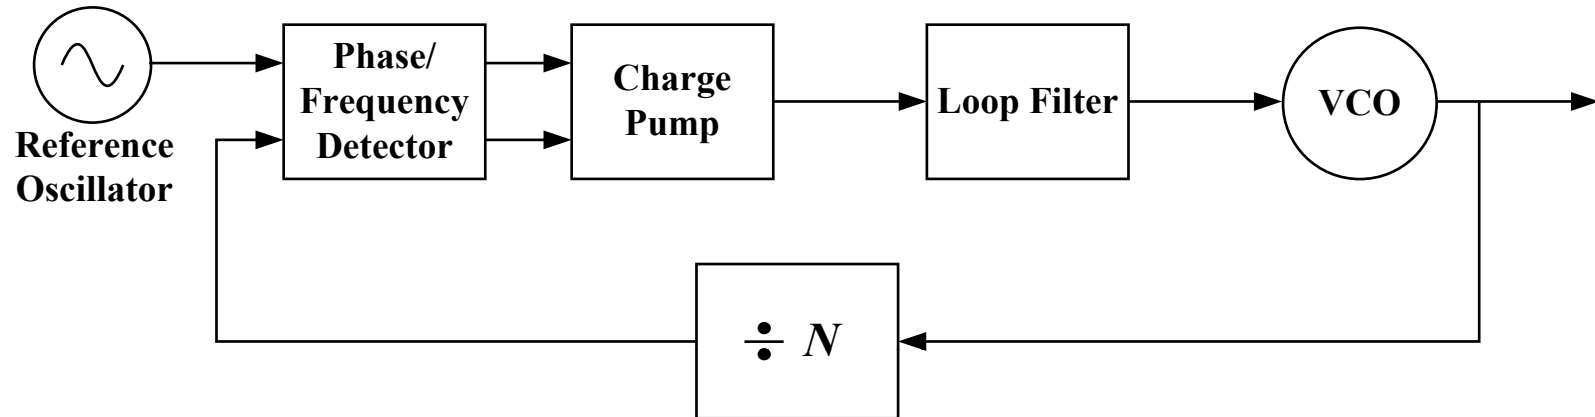 Phase/
Frequency
Detector
Charge
Pump
Loop Filter
VCO
Reference
Oscillator
÷ N